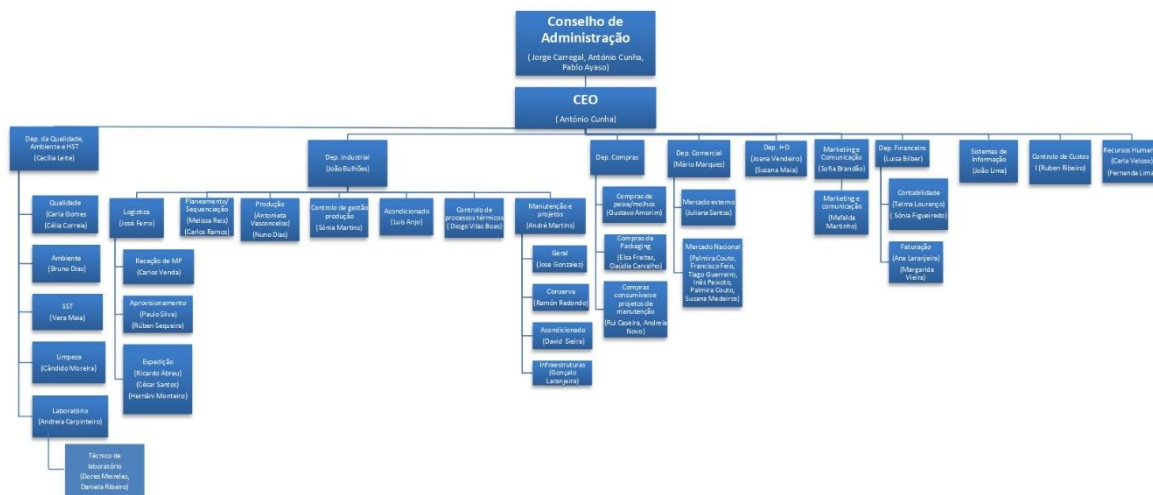 Conselho de
Administração
( Jorge Carregal, António Cunha,
Pablo Ayaso)
CEO
( António Cunha)
Dep. da Qualidade,
Ambiente e HST
(Cecília Leite)
Qualidade
(Carla Gomes
(Célia Correia)
Ambiente
(Bruno Dias)
SST
(Vera Maia)
Limpeza
(Cândido Moreira)
Laboratório
(Andreia Carpinteiro)
Técnico de
laboratório
(Dores Meireles,
Daniela Ribeiro)
Dep. Industrial
(João Bulhões)
Logística
(José Ferro)
Receção de MP
(Carlos Venda)
Aprovisionamento
(Paulo Silva)
(Rúben Sequeira)
Expedição
(Ricardo Abreu)
(César Santos)
(Hernâni Monteiro)
Planeamento/
Sequenciação
(Melissa Reis)
(Carlos Ramos)
Produção
(Antonieta
Vasconcelos)
(Nuno Dias)
Controlo de gestão
produção
(Sónia Martins)
Acondicionado
(Luís Anjo)
Controlo de
processos térmicos
( Diogo Vilas Boas)
Manutenção e
projetos
(André Martins)
Geral
(Jose Gonzalez)
Conserva
(Ramón Redondo)
Acondicionado
(David Sieira)
Infraestruturas
(Gonçalo
Laranjeira)
Dep. Compras
Compras de
peixe/molhos
(Gustavo Amorim)
Compras de
Packaging
(Elsa Freitas,
Claúdia Carvalho)
Compras
consumíveis e
projetos de
manutenção
(Rui Caseira, Andreia
Novo)
Dep. Comercial
(Mário Marques)
Mercado externo
(Juliana Santos)
Mercado Nacional
(Palmira Couto,
Francisco Feio,
Tiago Guerreiro,
Inês Peixoto,
Palmira Couto,
Susana Medeiros)
Dep. I+D
(Joana Vendeiro)
(Susana Maia)
Marketing e
Comunicação
(Sofia Brandão)
Marketing e
comunicação
(Mafalda
Martinho)
Dep. Financeiro
(Luisa Bliber)
Contabilidade
(Telma Lourenço)
( Sónia Figueiredo)
Faturação
(Ana Laranjeira)
(Margarida
Vieira)
Sistemas de
Informação
(João Lima)
Controlo de Custos
I (Ruben Ribeiro)
Recursos Humanos
(Carla Veloso)
(Fernanda Lima)